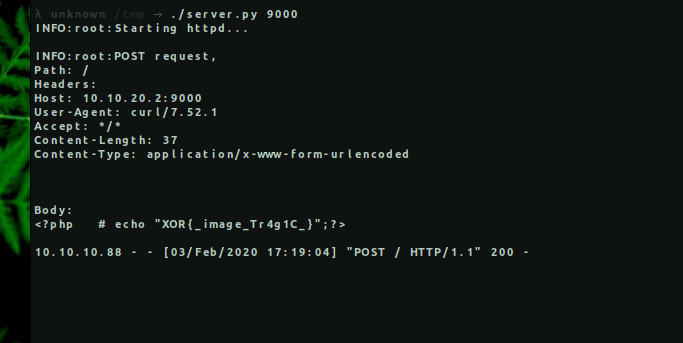 λ unknown /tmp → ./server.py 9000
INFO:root:Starting httpd...
INFO:root:POST request,
Path: /
Headers:
Host: 10.10.20.2:9000
User-Agent: curl/7.52.1
Accept: */*
Content-Length: 37
Content-Type: application/x-www-form-urlencoded
Body:
<?php   # echo "XOR{_image_Tr4g1C_}";?>
10.10.10.88 - - [03/Feb/2020 17:19:04] "POST / HTTP/1.1" 200 -